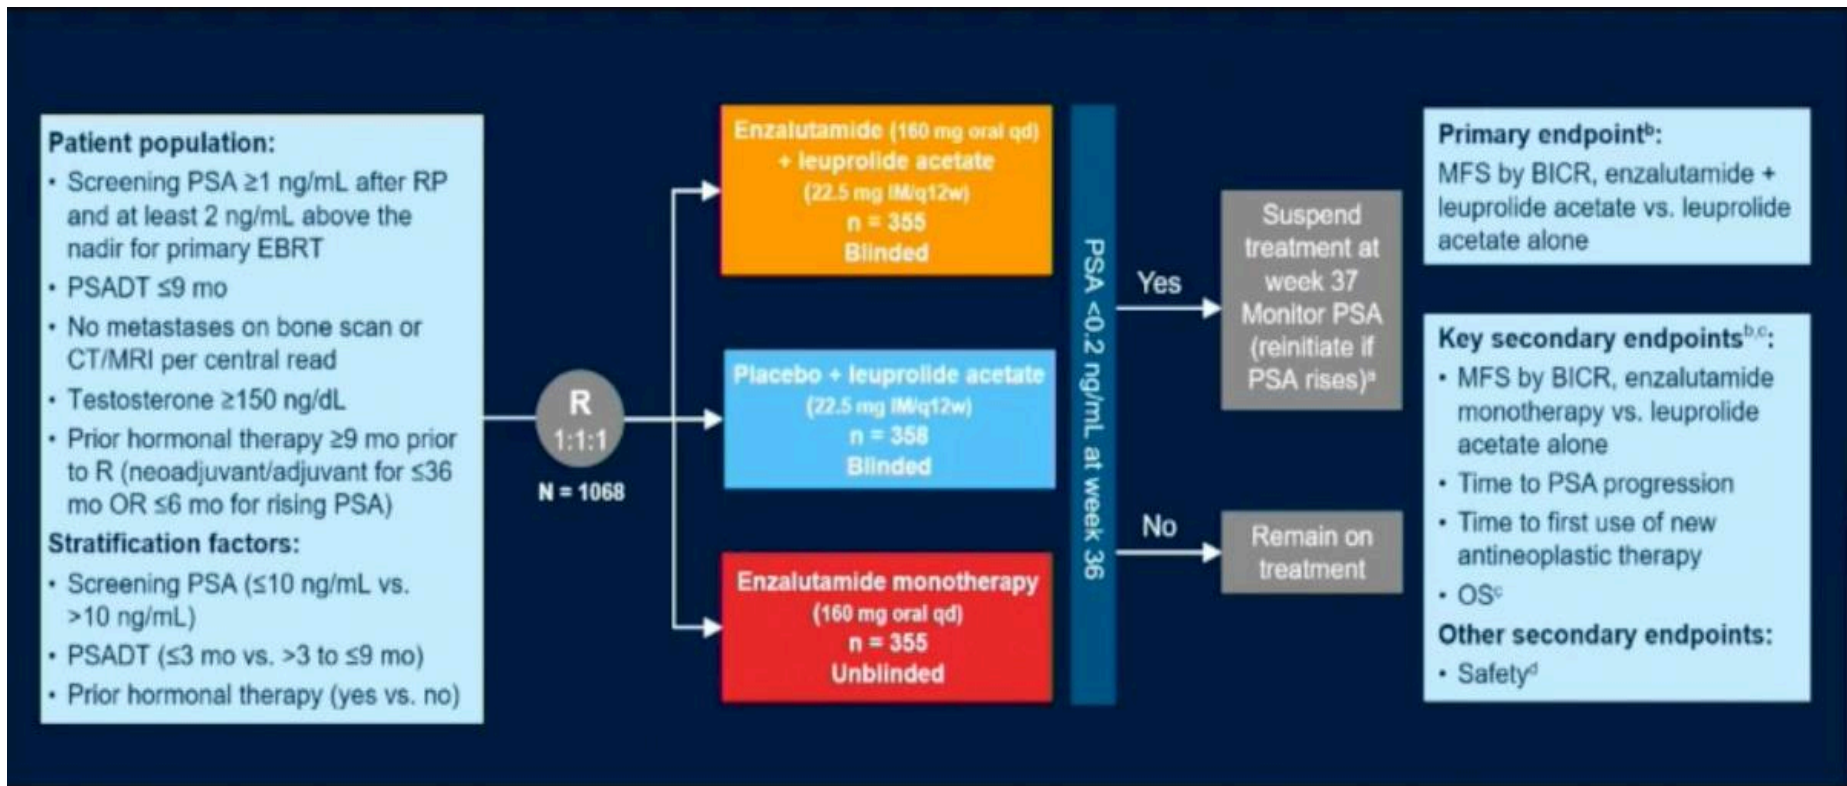 Patient population:
• Screening PSA ≥1 ng/mL after RP
and at least 2 ng/mL above the
nadir for primary EBRT
• PSADT ≤9 mo
• No metastases on bone scan or
CT/MRI per central read
• Testosterone ≥150 ng/dL
• Prior hormonal therapy ≥9 mo prior
to R (neoadjuvant/adjuvant for ≤36
mo OR ≤6 mo for rising PSA)
Stratification factors:
• Screening PSA (≤10 ng/mL vs.
>10 ng/mL)
• PSADT (≤3 mo vs. >3 to ≤9 mo)
• Prior hormonal therapy (yes vs. no)
R
1:1:1
N = 1068
Enzalutamide (160 mg oral qd)
+ leuprolide acetate
(22.5 mg IM/q12w)
n = 355
Blinded
Placebo + leuprolide acetate
(22.5 mg IM/q12w)
n = 358
Blinded
Enzalutamide monotherapy
(160 mg oral qd)
n = 355
Unblinded
PSA <0.2 ng/mL at week 36
Yes
No
Suspend
treatment at
week 37
Monitor PSA
(reinitiate if
PSA rises)ᵃ
Remain on
treatment
Primary endpointᵇ:
MFS by BICR, enzalutamide +
leuprolide acetate vs. leuprolide
acetate alone
Key secondary endpointsᵇ,ᶜ:
• MFS by BICR, enzalutamide
monotherapy vs. leuprolide
acetate alone
• Time to PSA progression
• Time to first use of new
antineoplastic therapy
• OSᶜ
Other secondary endpoints:
• Safetyᵈ